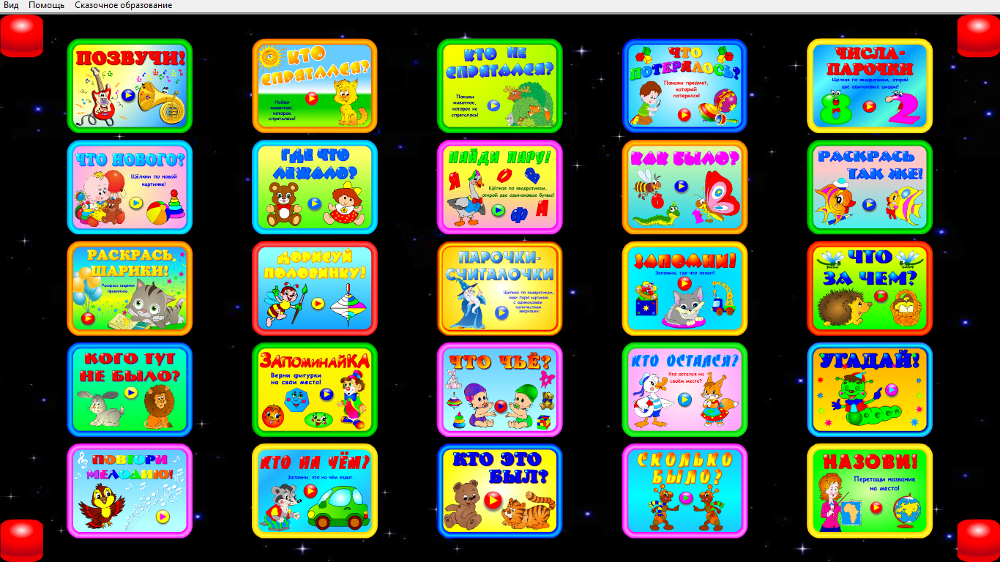 Вид Помощь Сказочное образование
ПОЗВУЧИ!
КТО
СПРЯТАЛСЯ?
Найди
животное,
которое
спряталось!
КТО НЕ
СПРЯТАЛСЯ?
Покажи
животное,
которое не
спряталось!
ЧТО
ПОТЕРЯЛОСЬ?
Покажи предмет,
который
потерялся!
ЧИСЛА-
ПАРОЧКИ
Щёлкая по квадратикам, открой
две одинаковые цифры!
8 2
ЧТО НОВОГО?
Щёлкни по новой
картинке!
ГДЕ ЧТО
ЛЕЖАЛО?
НАЙДИ ПАРУ!
Я О В
Щёлкая по квадратикам,
открой две одинаковые буквы!
Ф А
КАК БЫЛО?
РАСКРАСЬ
ТАК ЖЕ!
РАСКРАСЬ
ШАРИКИ!
Раскрась шарики
правильно.
ДОРИСУЙ
ПОЛОВИНКУ!
ПАРОЧКИ-
СЧИТАЛОЧКИ
Щёлкая по квадратикам,
ищи пары картинок
с одинаковым
количеством
зверюшек!
ЗАПОМНИ!
Запомни, где что лежит!
ЧТО
ЗА ЧЕМ?
КОГО ТУТ
НЕ БЫЛО?
ЗАПОМИНАЙКА
Верни фигурки
на свои места!
ЧТО ЧЬЁ?
КТО ОСТАЛСЯ?
Кто остался на
своём месте?
УГАДАЙ!
ПОВТОРИ
МЕЛОДИЮ!
КТО НА ЧЁМ?
Запомни, кто на чём ездит.
КТО ЭТО
БЫЛ?
СКОЛЬКО
БЫЛО?
НАЗОВИ!
Перетащи название
на место!